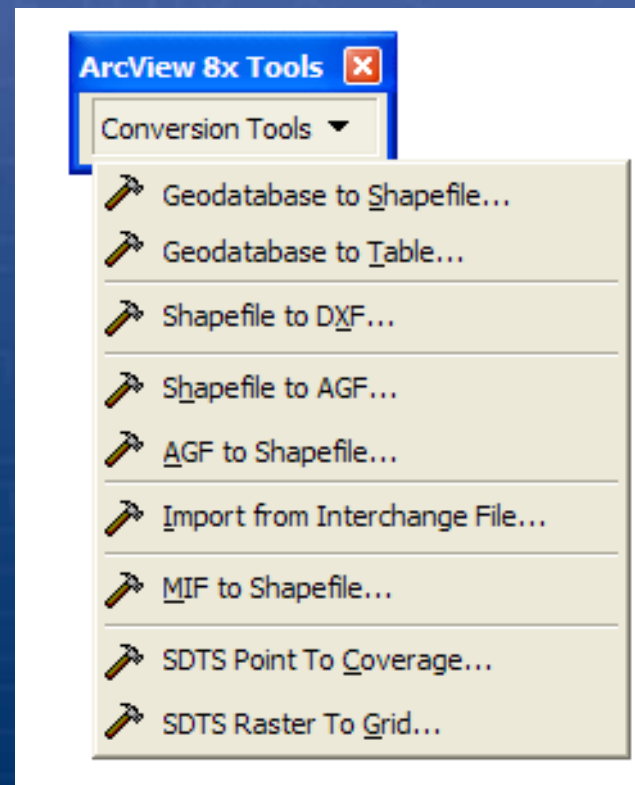 ArcView 8x Tools
Conversion Tools
Geodatabase to Shapefile...
Geodatabase to Table...
Shapefile to DXF...
Shapefile to AGF...
AGF to Shapefile...
Import from Interchange File...
MIF to Shapefile...
SDTS Point To Coverage...
SDTS Raster To Grid...